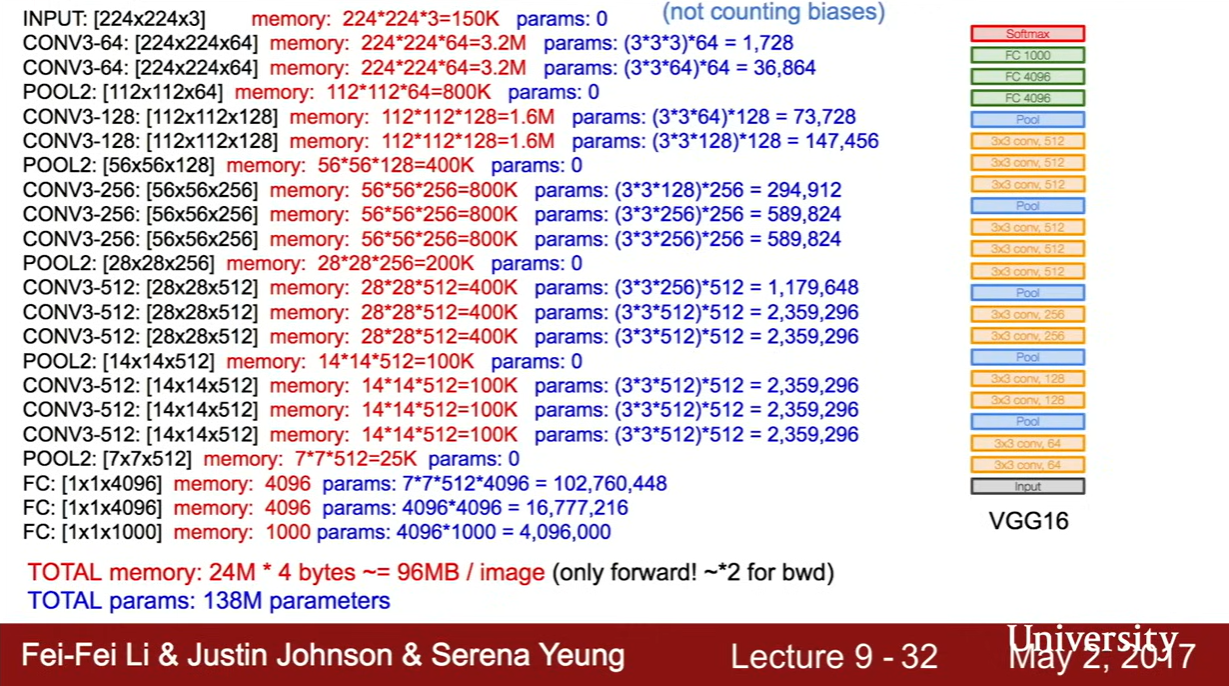 (not counting biases)
INPUT: [224x224x3] memory: 224*224*3=150K params: 0
CONV3-64: [224x224x64] memory: 224*224*64=3.2M params: (3*3*3)*64 = 1,728
CONV3-64: [224x224x64] memory: 224*224*64=3.2M params: (3*3*64)*64 = 36,864
POOL2: [112x112x64] memory: 112*112*64=800K params: 0
CONV3-128: [112x112x128] memory: 112*112*128=1.6M params: (3*3*64)*128 = 73,728
CONV3-128: [112x112x128] memory: 112*112*128=1.6M params: (3*3*128)*128 = 147,456
POOL2: [56x56x128] memory: 56*56*128=400K params: 0
CONV3-256: [56x56x256] memory: 56*56*256=800K params: (3*3*128)*256 = 294,912
CONV3-256: [56x56x256] memory: 56*56*256=800K params: (3*3*256)*256 = 589,824
CONV3-256: [56x56x256] memory: 56*56*256=800K params: (3*3*256)*256 = 589,824
POOL2: [28x28x256] memory: 28*28*256=200K params: 0
CONV3-512: [28x28x512] memory: 28*28*512=400K params: (3*3*256)*512 = 1,179,648
CONV3-512: [28x28x512] memory: 28*28*512=400K params: (3*3*512)*512 = 2,359,296
CONV3-512: [28x28x512] memory: 28*28*512=400K params: (3*3*512)*512 = 2,359,296
POOL2: [14x14x512] memory: 14*14*512=100K params: 0
CONV3-512: [14x14x512] memory: 14*14*512=100K params: (3*3*512)*512 = 2,359,296
CONV3-512: [14x14x512] memory: 14*14*512=100K params: (3*3*512)*512 = 2,359,296
CONV3-512: [14x14x512] memory: 14*14*512=100K params: (3*3*512)*512 = 2,359,296
POOL2: [7x7x512] memory: 7*7*512=25K params: 0
FC: [1x1x4096] memory: 4096 params: 7*7*512*4096 = 102,760,448
FC: [1x1x4096] memory: 4096 params: 4096*4096 = 16,777,216
FC: [1x1x1000] memory: 1000 params: 4096*1000 = 4,096,000
TOTAL memory: 24M * 4 bytes ~= 96MB / image (only forward! ~*2 for bwd)
TOTAL params: 138M parameters
Softmax
FC 1000
FC 4096
FC 4096
Pool
3x3 conv, 512
3x3 conv, 512
3x3 conv, 512
Pool
3x3 conv, 512
3x3 conv, 512
3x3 conv, 512
Pool
3x3 conv, 256
3x3 conv, 256
Pool
3x3 conv, 128
3x3 conv, 128
Pool
3x3 conv, 64
3x3 conv, 64
Input
VGG16
Fei-Fei Li & Justin Johnson & Serena Yeung
Lecture 9 - 32
University
May 2, 2017